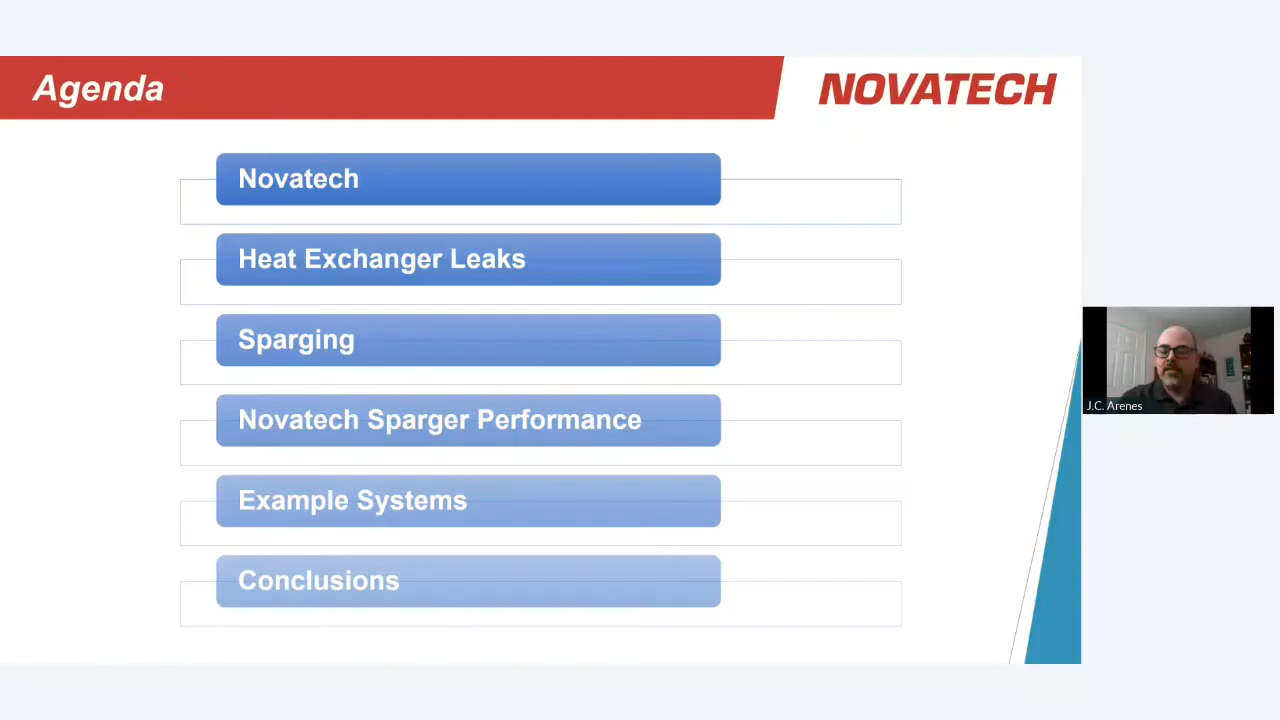 Agenda
NOVATECH
Novatech
Heat Exchanger Leaks
Sparging
Novatech Sparger Performance
Example Systems
Conclusions
J.C. Arenes